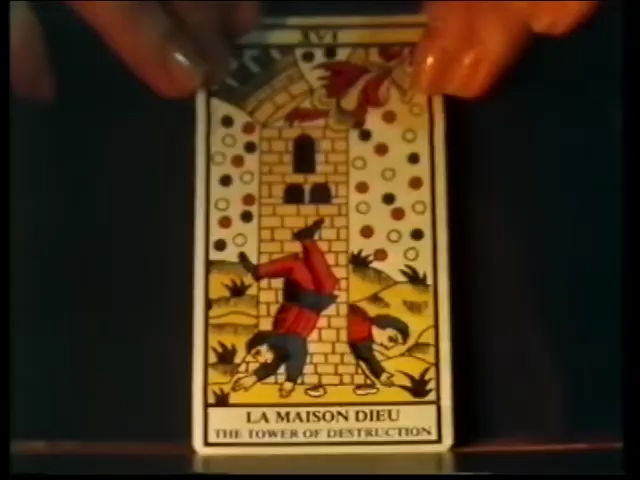 XVI
LA MAISON DIEU
THE TOWER OF DESTRUCTION